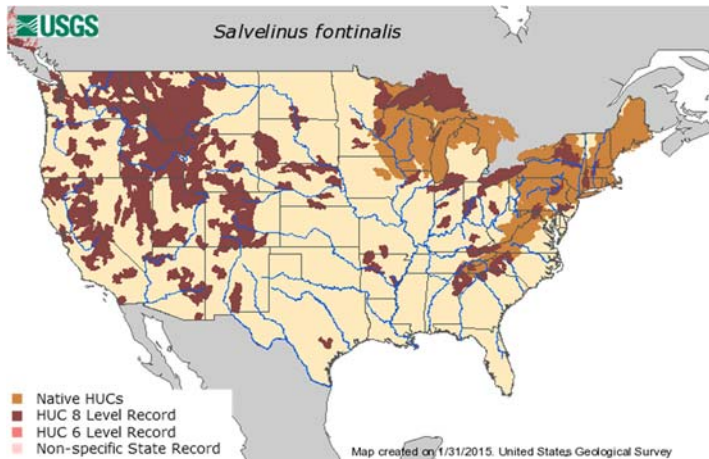 USGS
Salvelinus fontinalis
Native HUCs
HUC 8 Level Record
HUC 6 Level Record
Non-specific State Record
Map created on 1/31/2015. United States Geological Survey